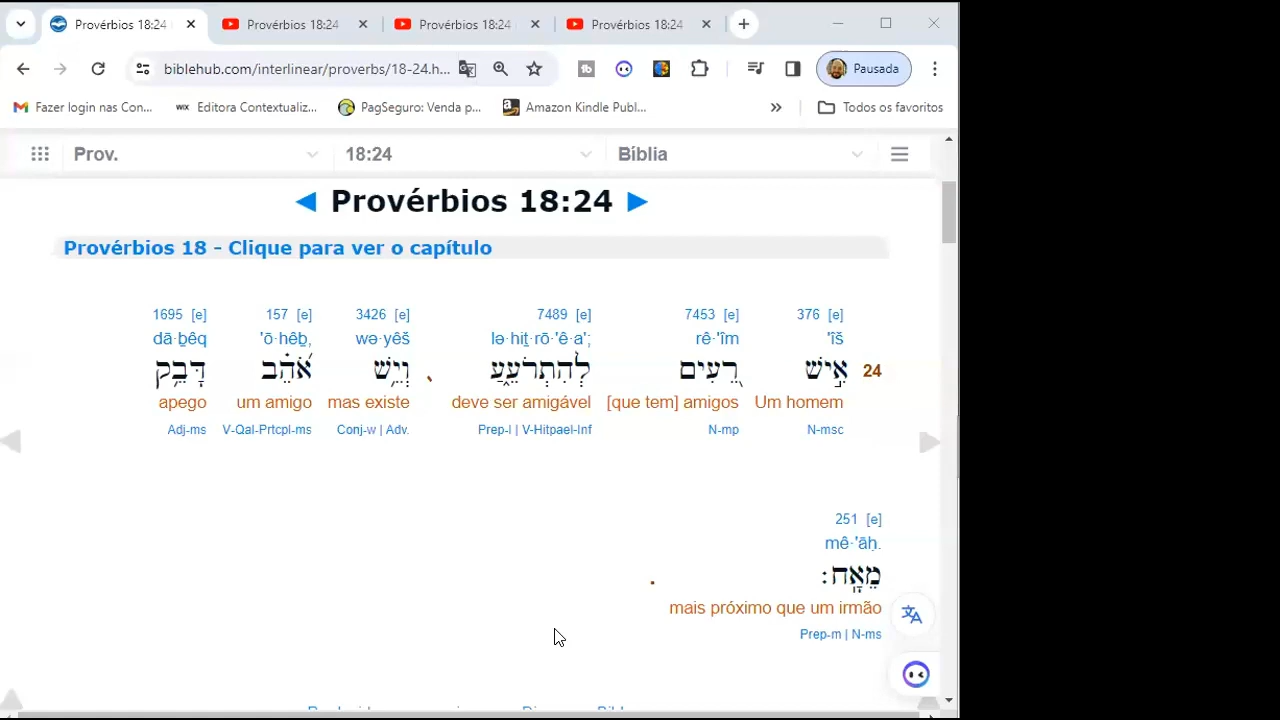 Provérbios 18:24
Provérbios 18:24
Provérbios 18:24
Provérbios 18:24
biblehub.com/interlinear/proverbs/18-24.h...
Pausada
Fazer login nas Con...
Editora Contextualiz...
PagSeguro: Venda p...
Amazon Kindle Publ...
Todos os favoritos
Prov.
18:24
Bíblia
◄ Provérbios 18:24 ►
Provérbios 18 - Clique para ver o capítulo
1695 [e] 157 [e] 3426 [e] 7489 [e] 7453 [e] 376 [e]
dā·ḇêq 'ō·hêḇ, wə·yêš lə·hiṯ·rō·'ê·a'; rê·'îm 'îš
24 אִ֣ישׁ רֵ֭עִים לְהִתְרֹעֵ֑עַ וְיֵ֥שׁ אֹ֝הֵ֗ב דָּבֵ֥ק
apego um amigo mas existe deve ser amigável [que tem] amigos Um homem
Adj-ms V-Qal-Prtcpl-ms Conj-w | Adv. Prep-l | V-Hitpael-Inf N-mp N-msc
251 [e]
mê·'āḥ.
מֵאָֽח׃
mais próximo que um irmão
Prep-m | N-ms